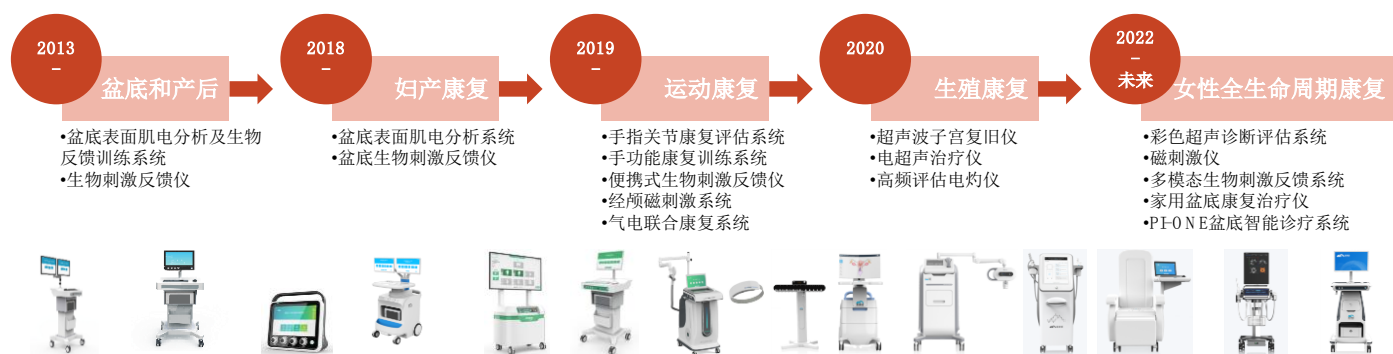 2013
–
盆底和产后
•盆底表面肌电分析及生物
反馈训练系统
•生物刺激反馈仪
2018
–
妇产康复
•盆底表面肌电分析系统
•盆底生物刺激反馈仪
2019
–
运动康复
•手指关节康复评估系统
•手功能康复训练系统
•便携式生物刺激反馈仪
•经颅磁刺激系统
•气电联合康复系统
2020
生殖康复
•超声波子宫复旧仪
•电超声治疗仪
•高频评估电灼仪
2022
–
未来
女性全生命周期康复
•彩色超声诊断评估系统
•磁刺激仪
•多模态生物刺激反馈系统
•家用盆底康复治疗仪
•PI-ONE盆底智能诊疗系统